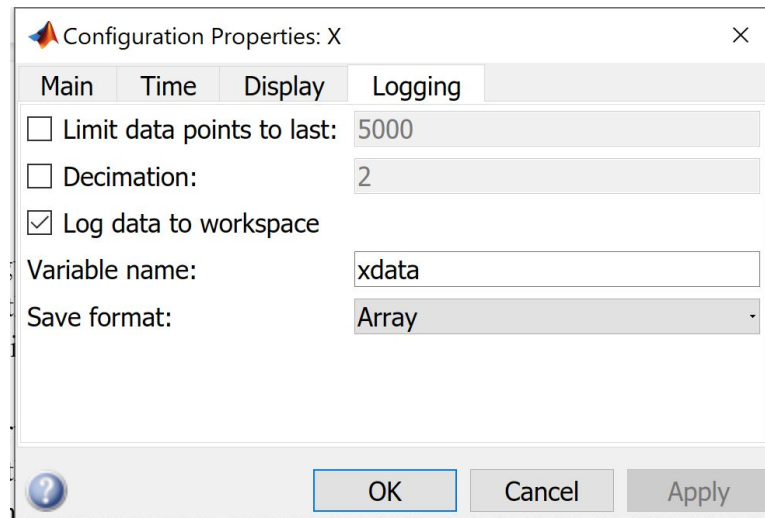 Configuration Properties: X
Main Time Display Logging
Limit data points to last: 5000
Decimation: 2
Log data to workspace
Variable name: xdata
Save format: Array
OK Cancel Apply